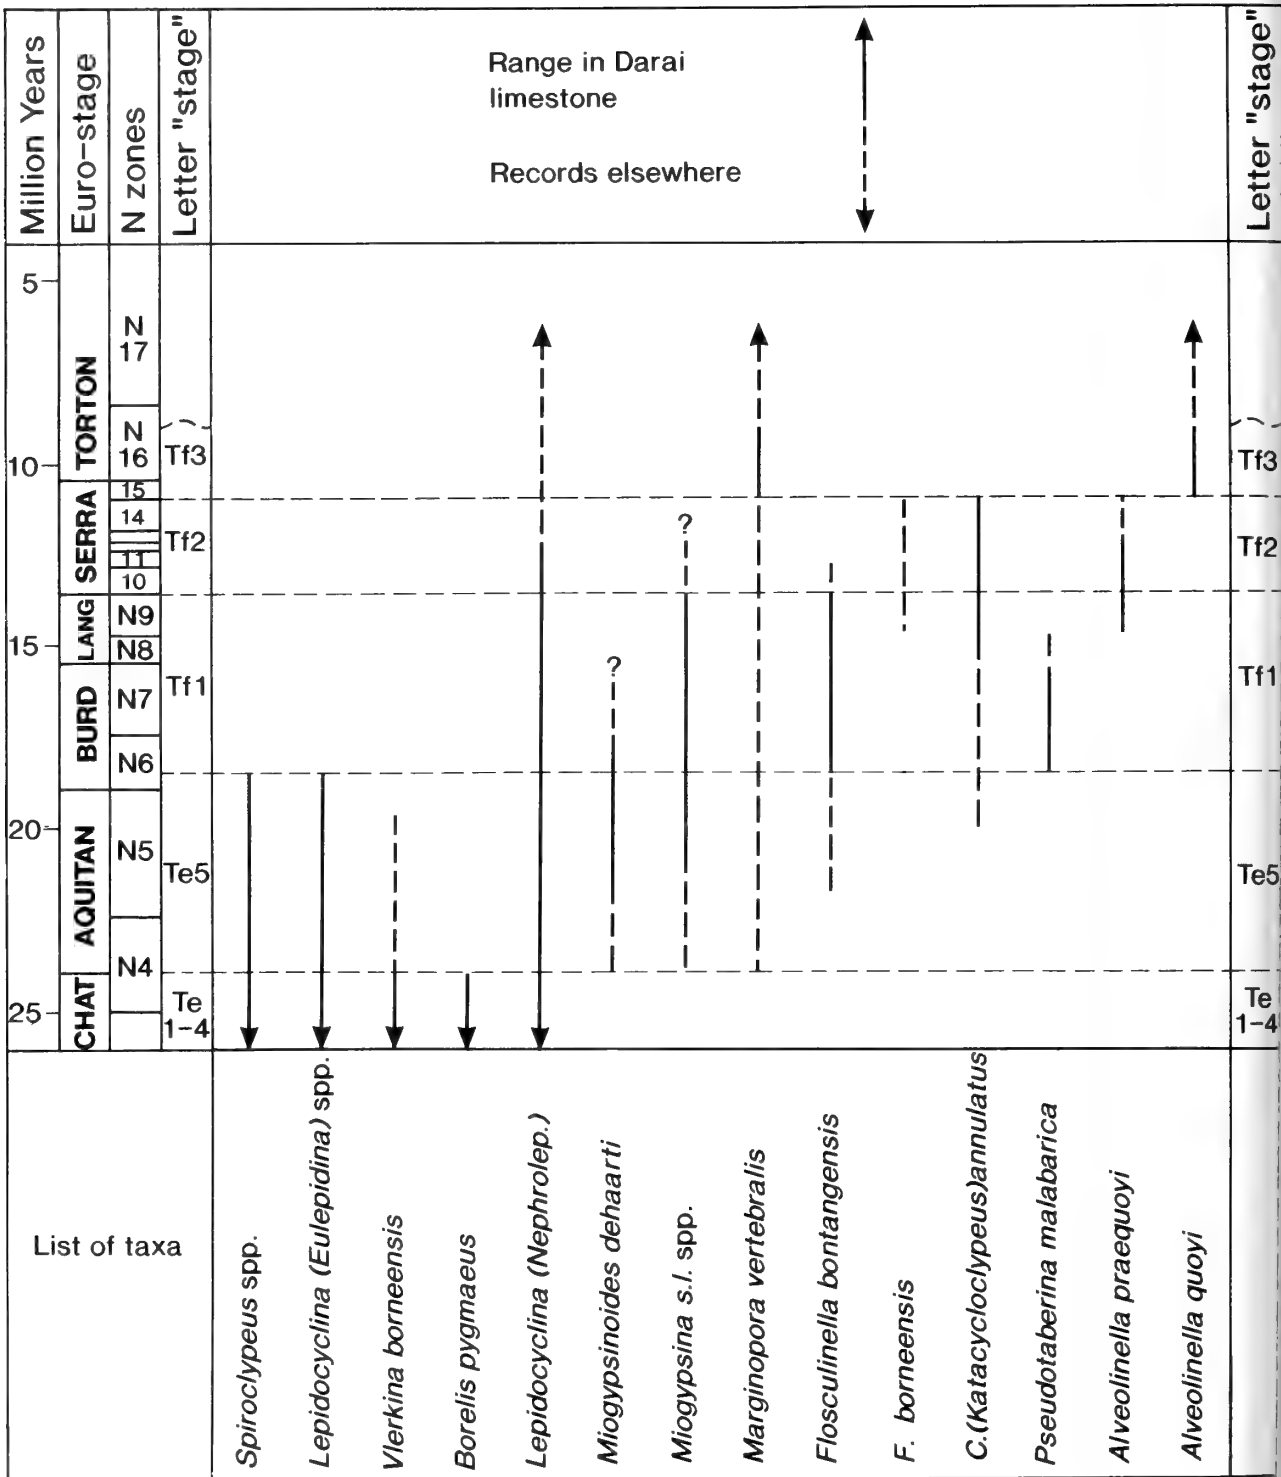 Million Years
Euro-stage
N zones
Letter "stage"
Range in Darai
limestone
Records elsewhere
Letter "stage"
5
10
15
20
25
TORTON
SERRA
LANG
BURD
AQUITAN
CHAT
N
17
N
16
15
14
11
10
N9
N8
N7
N6
N5
N4
Tf3
Tf2
Tf1
Te5
Te
1-4
?
?
Tf3
Tf2
Tf1
Te5
Te
1-4
List of taxa
Spiroclypeus spp.
Lepidocyclina (Eulepidina) spp.
Vlerkina borneensis
Borelis pygmaeus
Lepidocyclina (Nephrolep.)
Miogypsinoides dehaarti
Miogypsina s.l. spp.
Marginopora vertebralis
Flosculinella bontangensis
F. borneensis
C.(Katacycloclypeus)annulatus
Pseudotaberina malabarica
Alveolinella praequoyi
Alveolinella quoyi